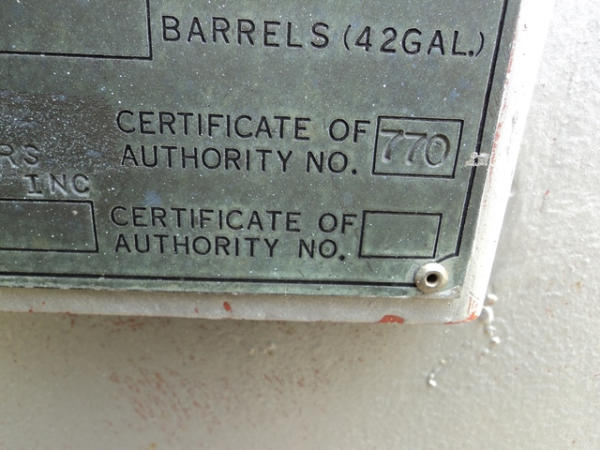 BARRELS (42GAL.)
CERTIFICATE OF
AUTHORITY NO. 770
RS
INC
CERTIFICATE OF
AUTHORITY NO.